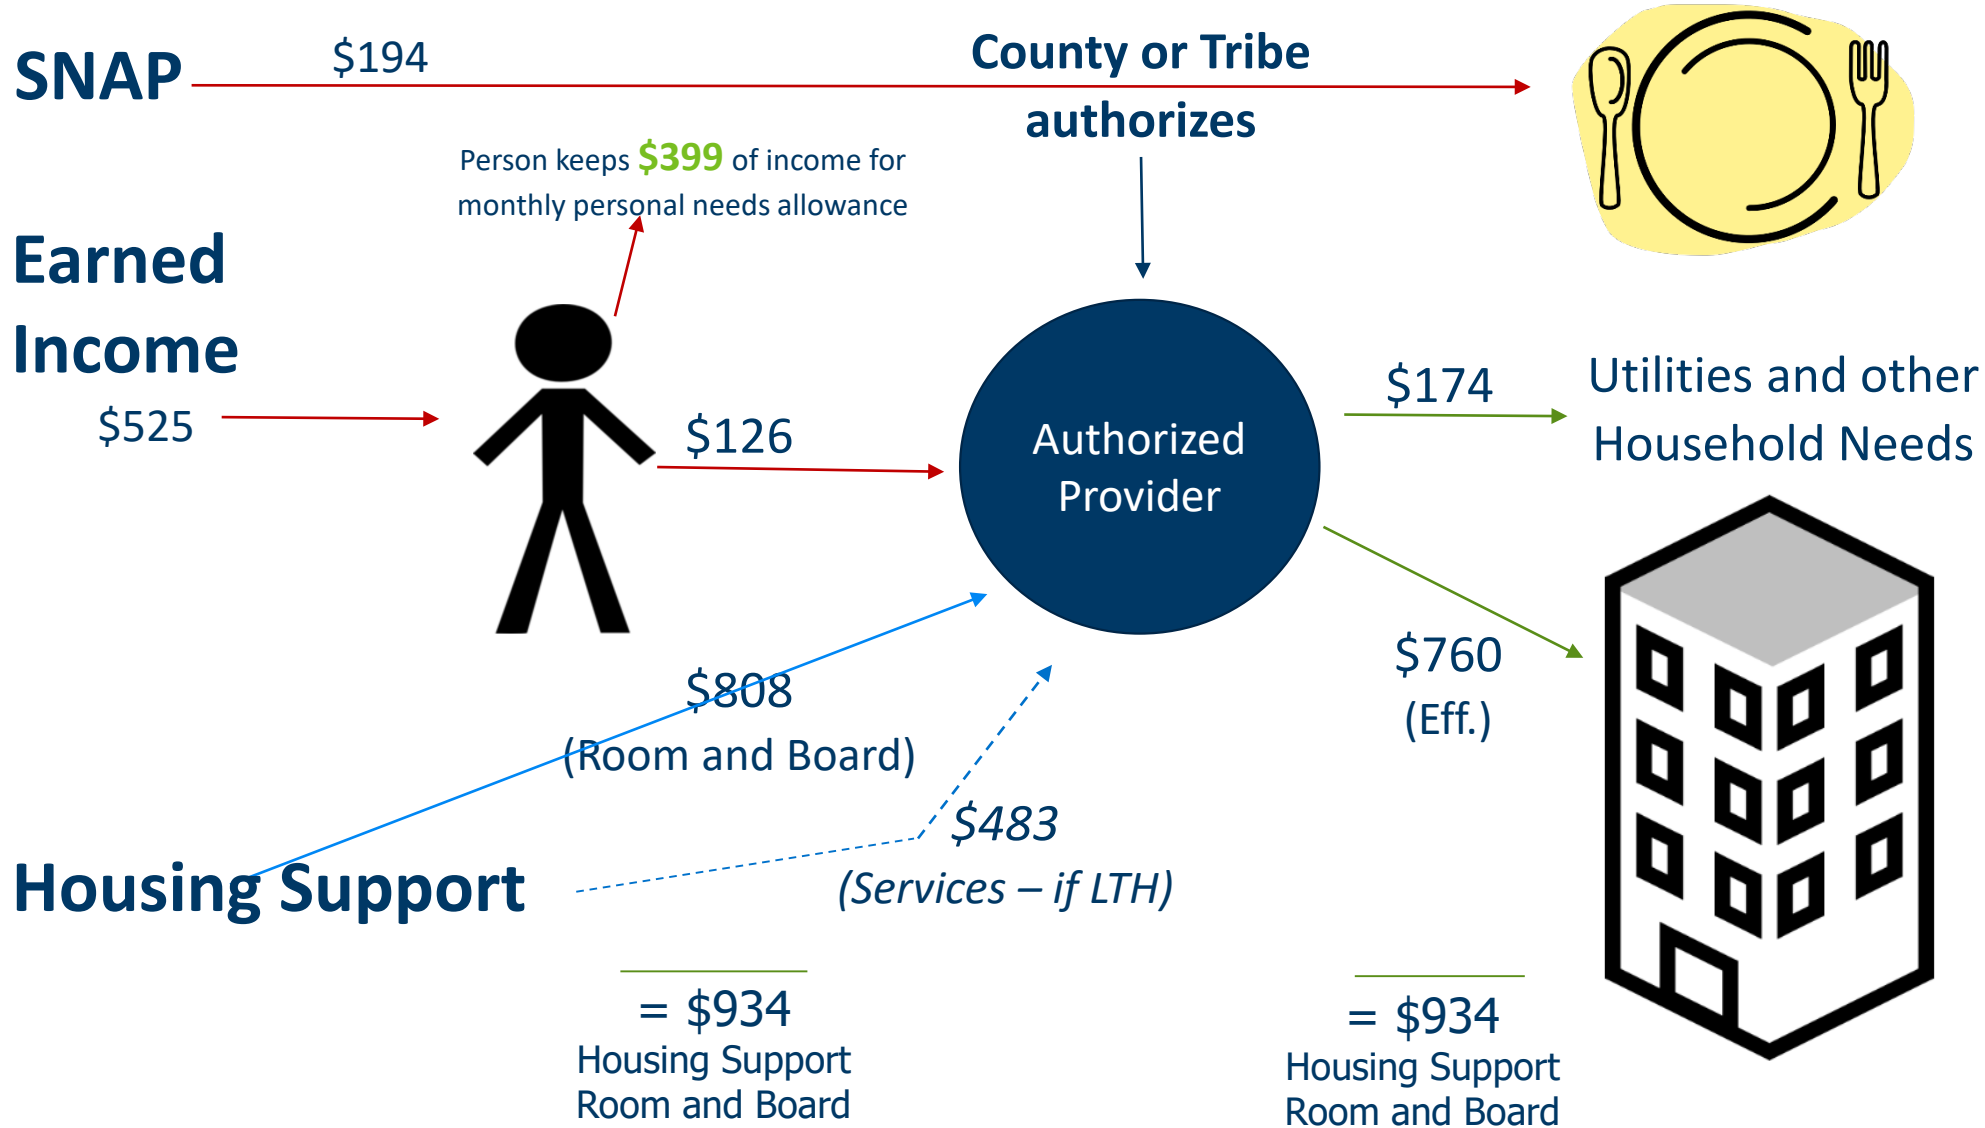 SNAP
$194
County or Tribe
authorizes
Person keeps $399 of income for
monthly personal needs allowance
Earned
Income
$525
$126
Authorized
Provider
$174
Utilities and other
Household Needs
$760
(Eff.)
$808
(Room and Board)
$483
(Services – if LTH)
Housing Support
= $934
Housing Support
Room and Board
= $934
Housing Support
Room and Board